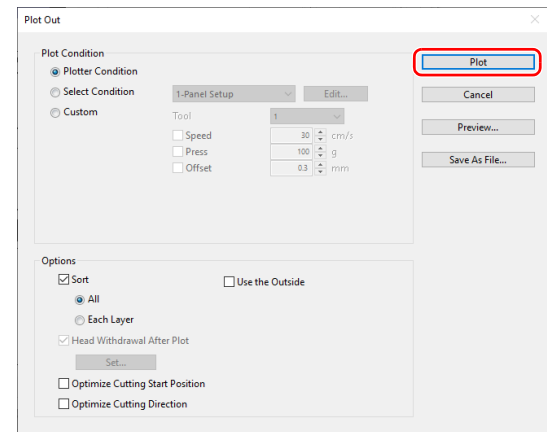 Plot Out
Plot Condition
Plotter Condition
Select Condition
1-Panel Setup
Edit...
Custom
Tool
1
Speed
30
cm/s
Press
100
g
Offset
0.3
mm
Plot
Cancel
Preview...
Save As File...
Options
Sort
Use the Outside
All
Each Layer
Head Withdrawal After Plot
Set...
Optimize Cutting Start Position
Optimize Cutting Direction